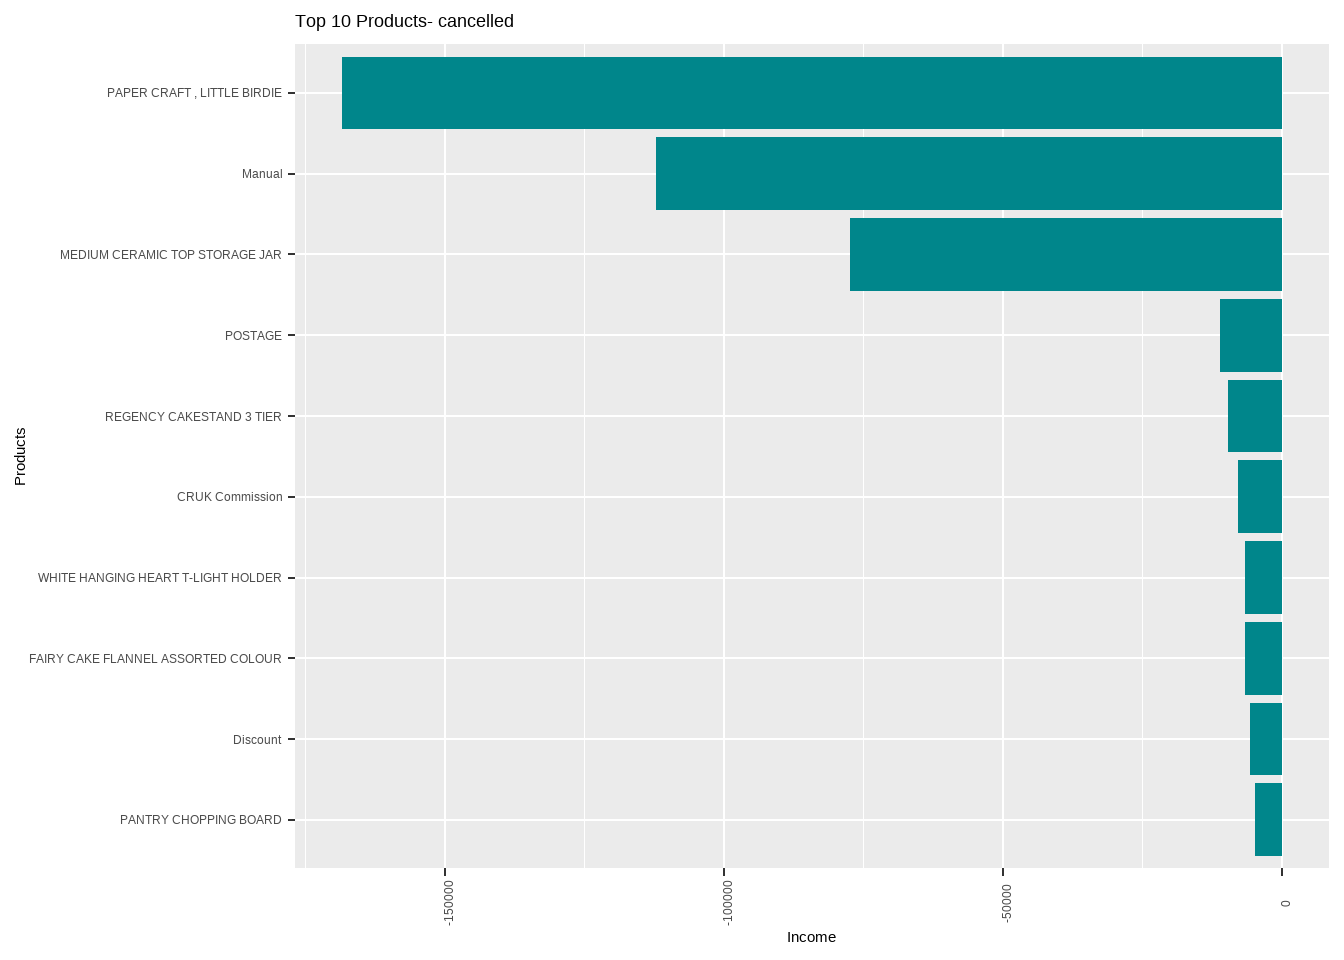 Top 10 Products- cancelled
PAPER CRAFT , LITTLE BIRDIE
Manual
MEDIUM CERAMIC TOP STORAGE JAR
POSTAGE
REGENCY CAKESTAND 3 TIER
CRUK Commission
WHITE HANGING HEART T-LIGHT HOLDER
FAIRY CAKE FLANNEL ASSORTED COLOUR
Discount
PANTRY CHOPPING BOARD
Products
-150000
-100000
-50000
0
Income